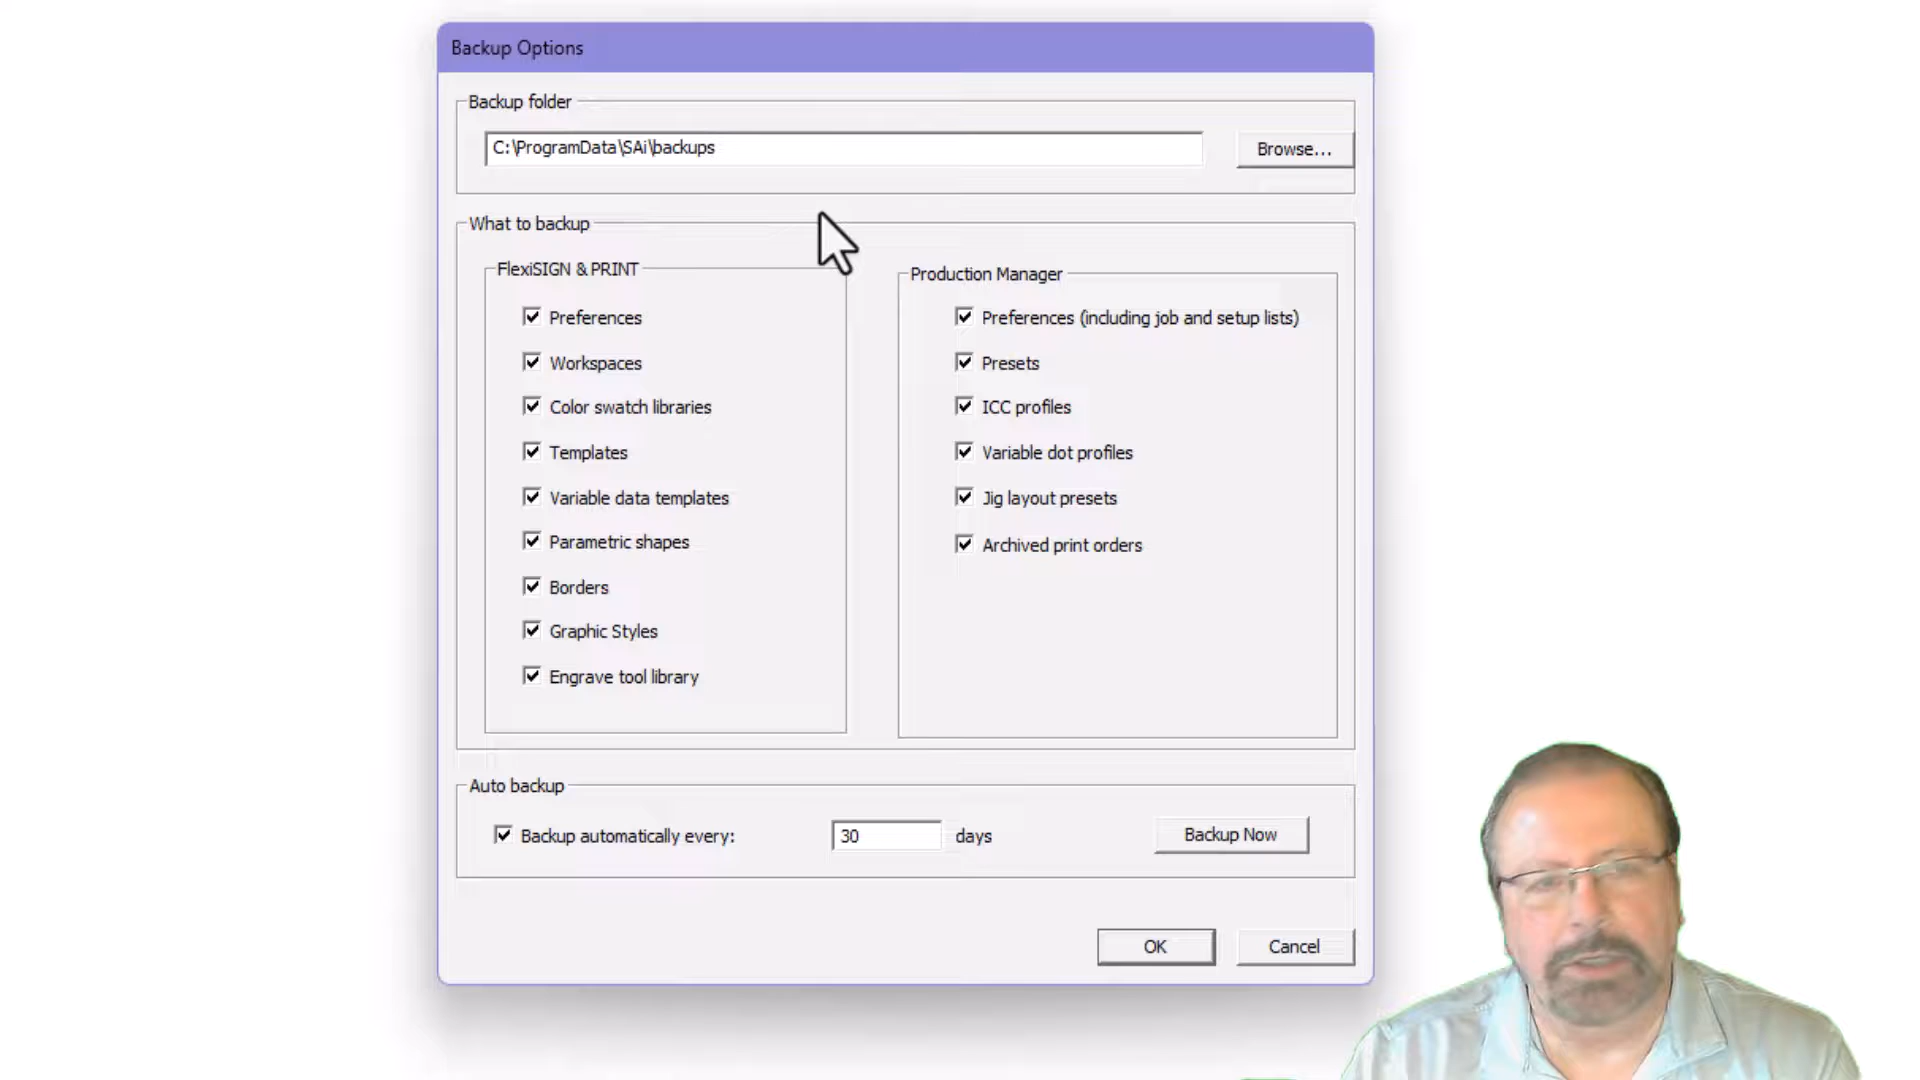 Backup Options
Backup folder
C:\ProgramData\SAi\backups
Browse...
What to backup
FlexiSIGN & PRINT
Preferences
Workspaces
Color swatch libraries
Templates
Variable data templates
Parametric shapes
Borders
Graphic Styles
Engrave tool library
Production Manager
Preferences (including job and setup lists)
Presets
ICC profiles
Variable dot profiles
Jig layout presets
Archived print orders
Auto backup
Backup automatically every: 30 days
Backup Now
OK
Cancel